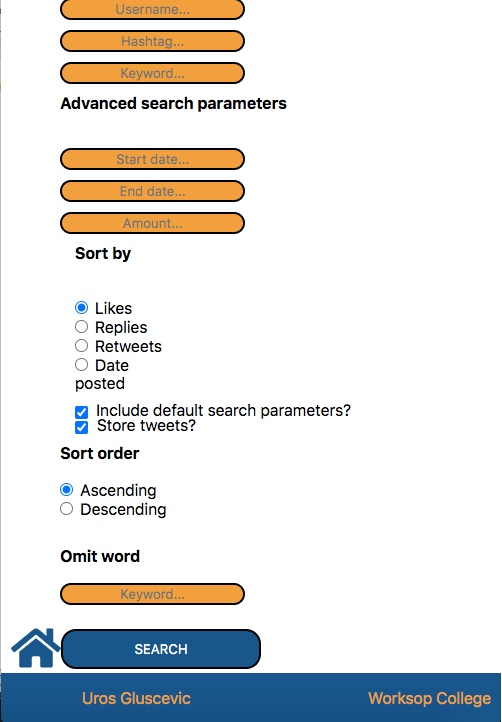 Username...
Hashtag...
Keyword...
Advanced search parameters
Start date...
End date...
Amount...
Sort by
Likes
Replies
Retweets
Date
posted
Include default search parameters?
Store tweets?
Sort order
Ascending
Descending
Omit word
Keyword...
SEARCH
Uros Gluscevic
Worksop College